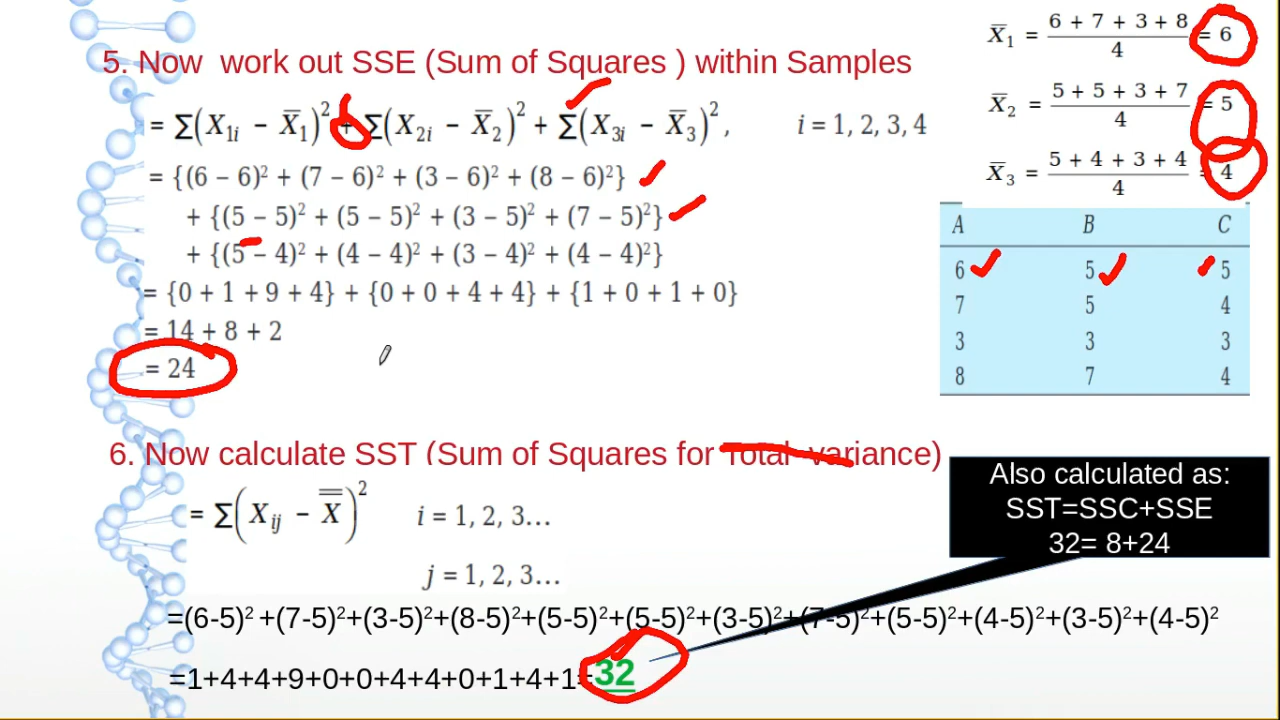 5. Now work out SSE (Sum of Squares ) within Samples
= ∑(X₁ᵢ − X̅₁)² + ∑(X₂ᵢ − X̅₂)² + ∑(X₃ᵢ − X̅₃)², i = 1, 2, 3, 4
= {(6 − 6)² + (7 − 6)² + (3 − 6)² + (8 − 6)²}
+ {(5 − 5)² + (5 − 5)² + (3 − 5)² + (7 − 5)²}
+ {(5 − 4)² + (4 − 4)² + (3 − 4)² + (4 − 4)²}
= {0 + 1 + 9 + 4} + {0 + 0 + 4 + 4} + {1 + 0 + 1 + 0}
= 14 + 8 + 2
= 24
X̅₁ = (6 + 7 + 3 + 8)/4 = 6
X̅₂ = (5 + 5 + 3 + 7)/4 = 5
X̅₃ = (5 + 4 + 3 + 4)/4 = 4
A B C
6 5 5
7 5 4
3 3 3
8 7 4
6. Now calculate SST (Sum of Squares for Total variance)
= ∑(Xᵢⱼ − X̿)² i = 1, 2, 3...
j = 1, 2, 3...
Also calculated as:
SST=SSC+SSE
32= 8+24
=(6-5)² +(7-5)²+(3-5)²+(8-5)²+(5-5)²+(5-5)²+(3-5)²+(7-5)²+(5-5)²+(4-5)²+(3-5)²+(4-5)²
=1+4+4+9+0+0+4+4+0+1+4+1=32